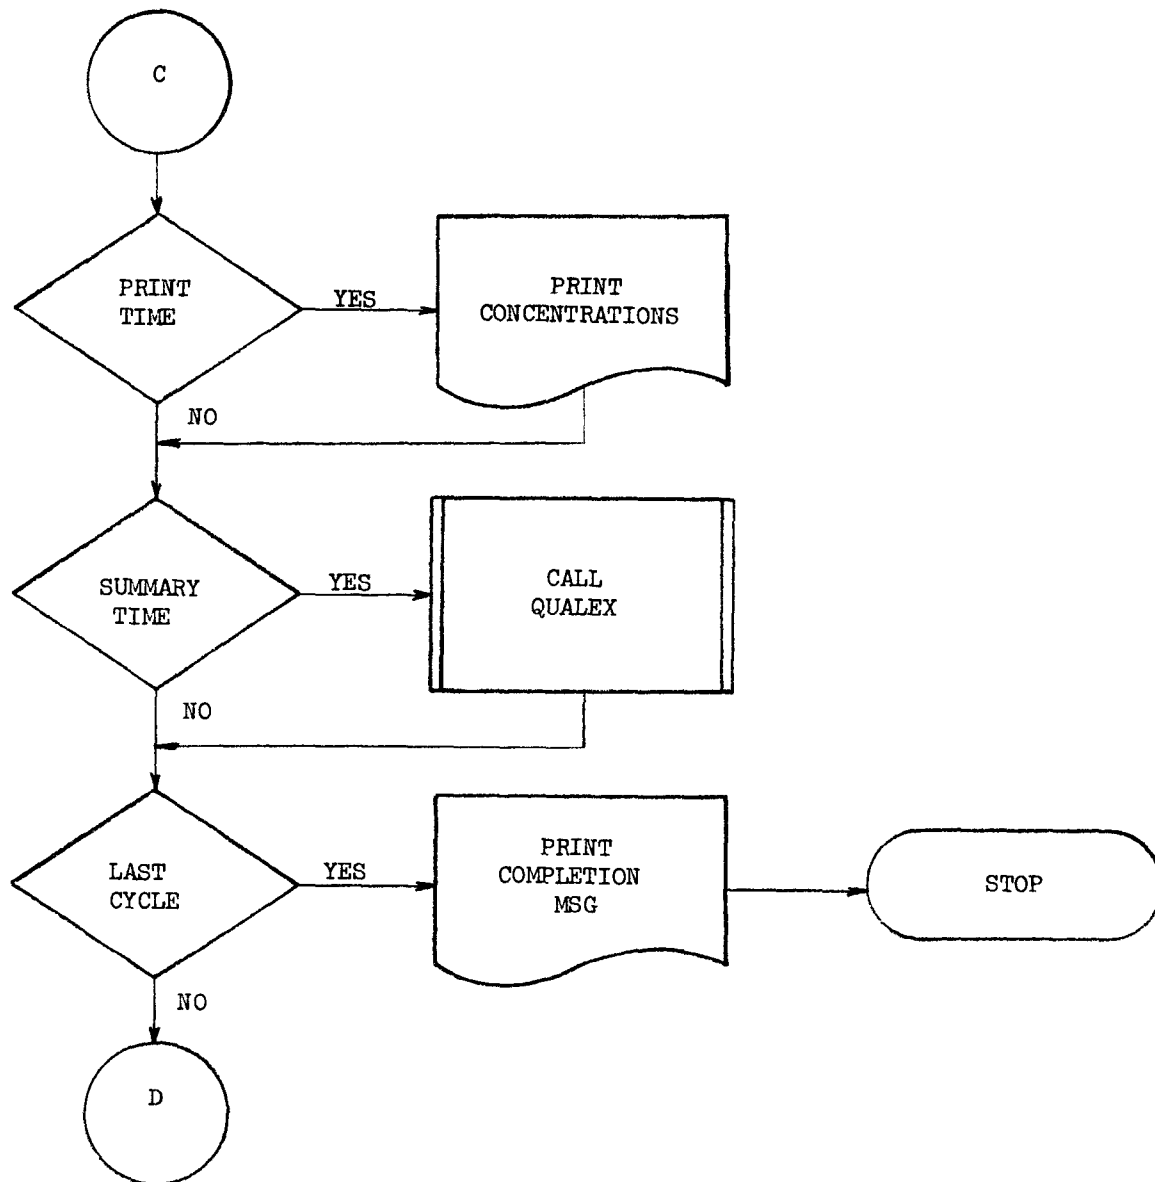 C
PRINT
TIME
YES
PRINT
CONCENTRATIONS
NO
SUMMARY
TIME
YES
CALL
QUALEX
NO
LAST
CYCLE
YES
PRINT
COMPLETION
MSG
STOP
NO
D